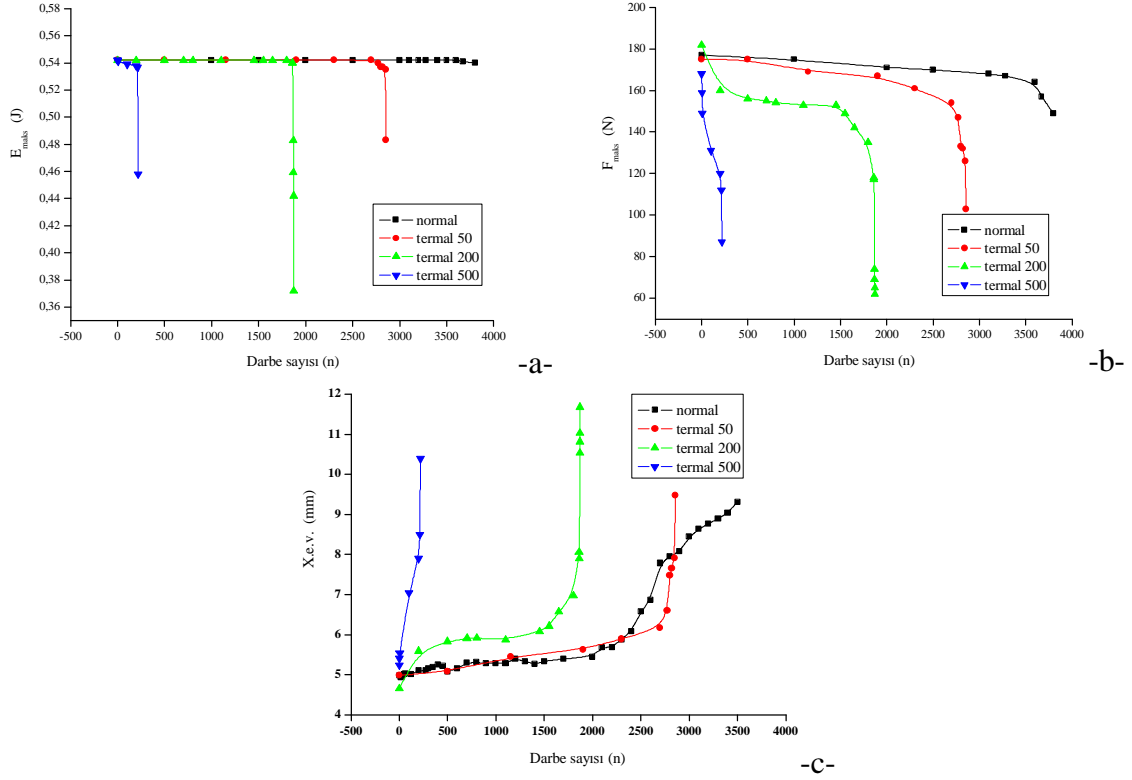 0,58
0,56
0,54
0,52
0,50
0,48
0,46
0,44
0,42
0,40
0,38
0,36
E maks (J)
normal
termal 50
termal 200
termal 500
-500 0 500 1000 1500 2000 2500 3000 3500 4000
Darbe sayısı (n)
-a-
200
180
160
140
120
100
80
60
F maks (N)
normal
termal 50
termal 200
termal 500
-500 0 500 1000 1500 2000 2500 3000 3500 4000
Darbe sayısı (n)
-b-
12
11
10
9
8
7
6
5
4
X.e.v. (mm)
normal
termal 50
termal 200
termal 500
-500 0 500 1000 1500 2000 2500 3000 3500 4000
Darbe sayısı (n)
-c-